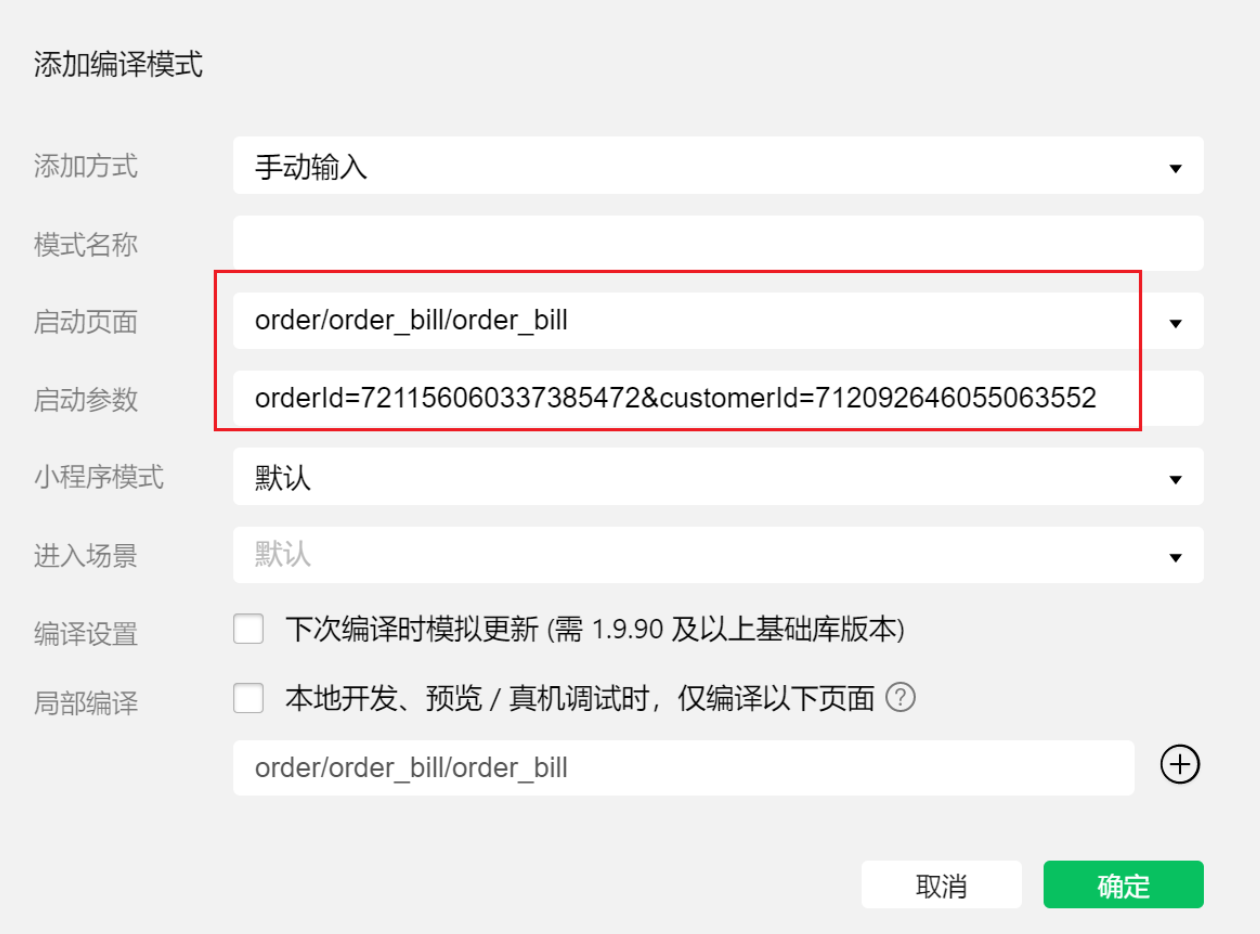 添加编译模式
添加方式 手动输入
模式名称
启动页面 order/order_bill/order_bill
启动参数 orderId=721156060337385472&customerId=712092646055063552
小程序模式 默认
进入场景 默认
编译设置 下次编译时模拟更新 (需 1.9.90 及以上基础库版本)
局部编译 本地开发、预览 / 真机调试时，仅编译以下页面 ?
order/order_bill/order_bill
取消 确定